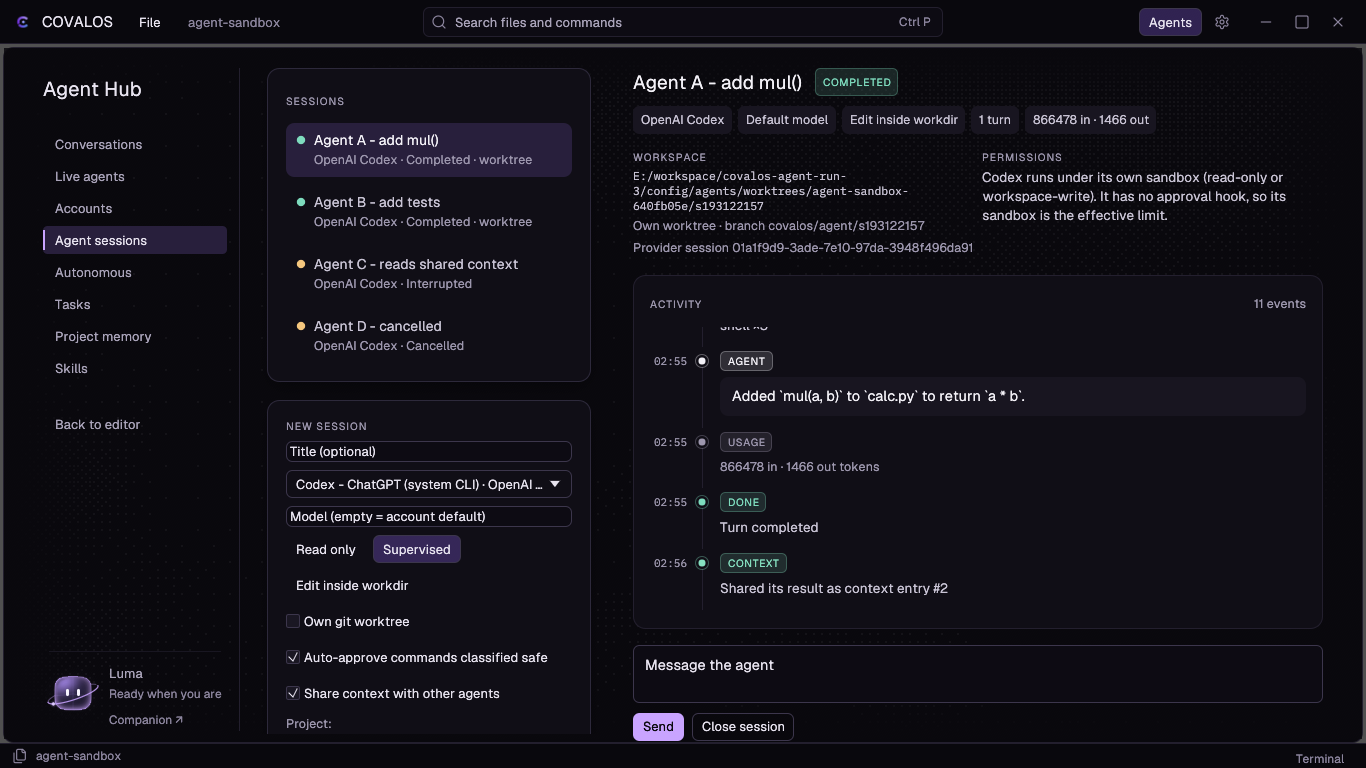 COVALOS
File
agent-sandbox
Search files and commands
Ctrl P
Agents
Agent Hub
Conversations
Live agents
Accounts
Agent sessions
Autonomous
Tasks
Project memory
Skills
Back to editor
Luma
Ready when you are
Companion ↗
SESSIONS
Agent A - add mul()
OpenAI Codex · Completed · worktree
Agent B - add tests
OpenAI Codex · Completed · worktree
Agent C - reads shared context
OpenAI Codex · Interrupted
Agent D - cancelled
OpenAI Codex · Cancelled
NEW SESSION
Title (optional)
Codex - ChatGPT (system CLI) · OpenAI ...
Model (empty = account default)
Read only
Supervised
Edit inside workdir
Own git worktree
Auto-approve commands classified safe
Share context with other agents
Project:
Agent A - add mul()
COMPLETED
OpenAI Codex
Default model
Edit inside workdir
1 turn
866478 in · 1466 out
WORKSPACE
E:/workspace/covalos-agent-run-
3/config/agents/worktrees/agent-sandbox-
640fb05e/s193122157
Own worktree · branch covalos/agent/s193122157
Provider session 01a1f9d9-3ade-7e10-97da-3948f496da91
PERMISSIONS
Codex runs under its own sandbox (read-only or
workspace-write). It has no approval hook, so its
sandbox is the effective limit.
ACTIVITY
11 events
02:55
AGENT
Added `mul(a, b)` to `calc.py` to return `a * b`.
02:55
USAGE
866478 in · 1466 out tokens
02:55
DONE
Turn completed
02:56
CONTEXT
Shared its result as context entry #2
Message the agent
Send
Close session
agent-sandbox
Terminal